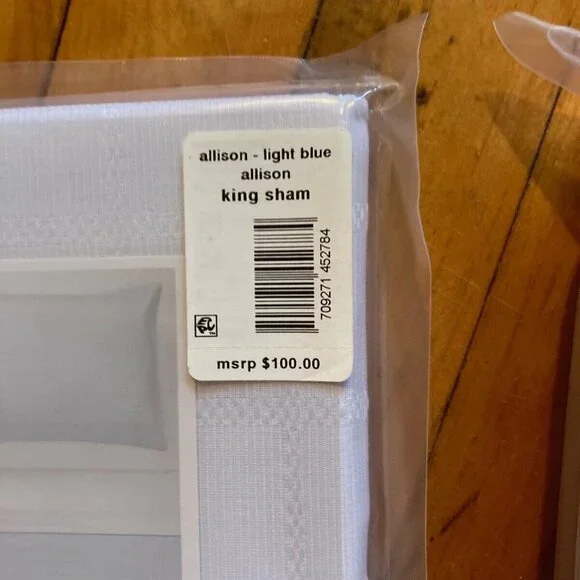 allison - light blue
allison
king sham
709271 452784
msrp $100.00